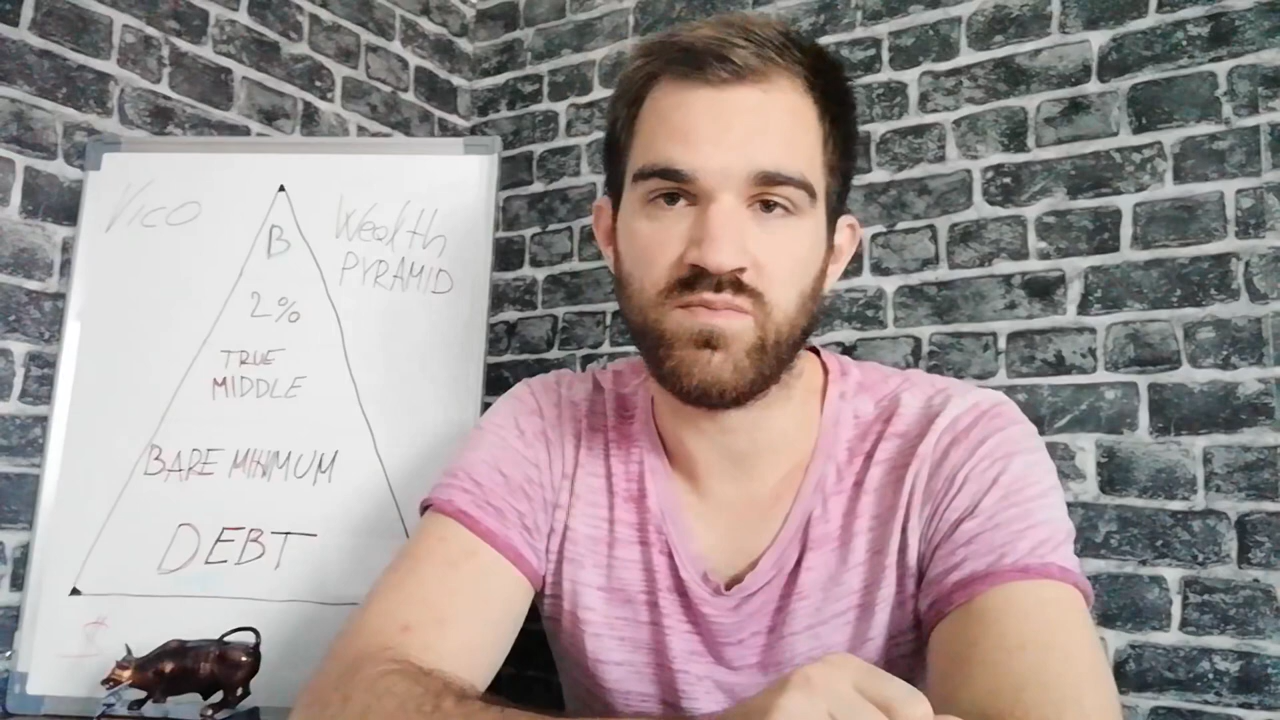 Vico
Wealth
PYRAMID
B
2%
TRUE
MIDDLE
BARE MINIMUM
DEBT
$